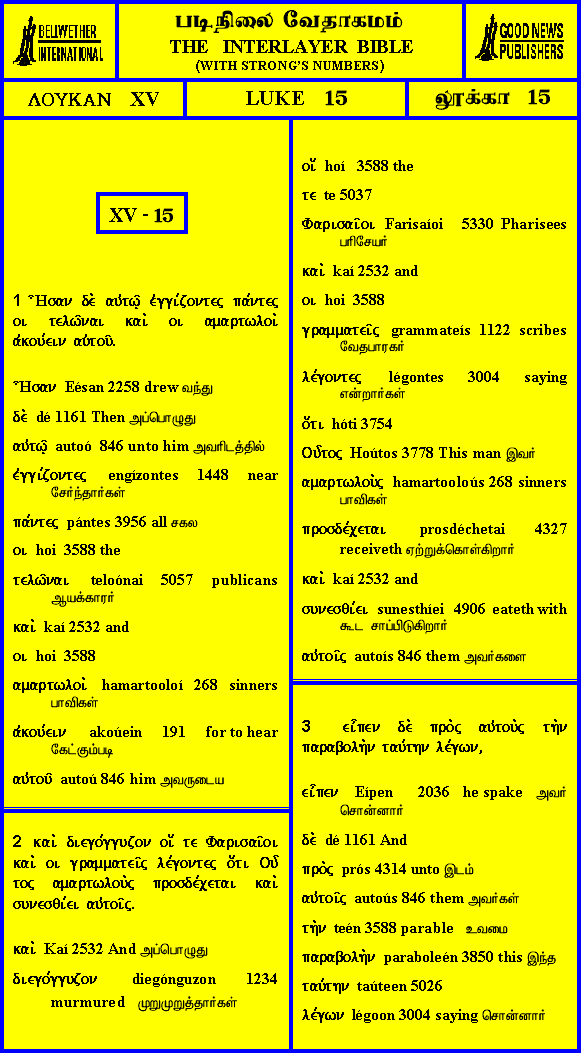 BELLWETHER
INTERNATIONAL
படிநிலை வேதாகமம்
THE INTERLAYER BIBLE
(WITH STRONG'S NUMBERS)
GOOD NEWS
PUBLISHERS
ΛΟΥΚΑΝ XV
LUKE 15
லூக்கா 15
XV - 15
1 Ἦσαν δὲ αὐτῷ ἐγγίζοντες πάντες
οι τελῶναι καὶ οι αμαρτωλοὶ
ἀκούειν αὐτοῦ.
Ἦσαν Eésan 2258 drew வந்து
δὲ dé 1161 Then அப்பொழுது
αὐτῷ autoó 846 unto him அவரிடத்தில்
ἐγγίζοντες engízontes 1448 near
சேர்ந்தார்கள்
πάντες pántes 3956 all சகல
οι hoi 3588 the
τελῶναι teloónai 5057 publicans
ஆயக்காரர்
καὶ kaí 2532 and
οι hoi 3588
αμαρτωλοὶ hamartooloí 268 sinners
பாவிகள்
ἀκούειν akoúein 191 for to hear
கேட்கும்படி
αὐτοῦ autoú 846 him அவருடைய
2 καὶ διεγόγγυζον οἵ τε Φαρισαῖοι
καὶ οι γραμματεῖς λέγοντες ὅτι Οὗ
τος αμαρτωλοὺς προσδέχεται καὶ
συνεσθίει αὐτοῖς.
καὶ Kaí 2532 And அப்பொழுது
διεγόγγυζον diegónguzon 1234
murmured முறுமுறுத்தார்கள்
οἵ hoí 3588 the
τε te 5037
Φαρισαῖοι Farisaíoi 5330 Pharisees
பரிசேயர்
καὶ kaí 2532 and
οι hoi 3588
γραμματεῖς grammateís 1122 scribes
வேதபாரகர்
λέγοντες légontes 3004 saying
என்றார்கள்
ὅτι hóti 3754
Οὗτος Hoútos 3778 This man இவர்
αμαρτωλοὺς hamartooloús 268 sinners
பாவிகள்
προσδέχεται prosdéchetai 4327
receiveth ஏற்றுக்கொள்கிறார்
καὶ kaí 2532 and
συνεσθίει sunesthíei 4906 eateth with
கூட சாப்பிடுகிறார்
αὐτοῖς autoís 846 them அவர்களை
3 εἶπεν δὲ πρὸς αὐτοὺς τὴν
παραβολὴν ταύτην λέγων,
εἶπεν Eípen 2036 he spake அவர்
சொன்னார்
δὲ dé 1161 And
πρὸς prós 4314 unto இடம்
αὐτοῖς autoús 846 them அவர்கள்
τὴν teén 3588 parable உவமை
παραβολὴν paraboleén 3850 this இந்த
ταύτην taúteen 5026
λέγων légoon 3004 saying சொன்னார்